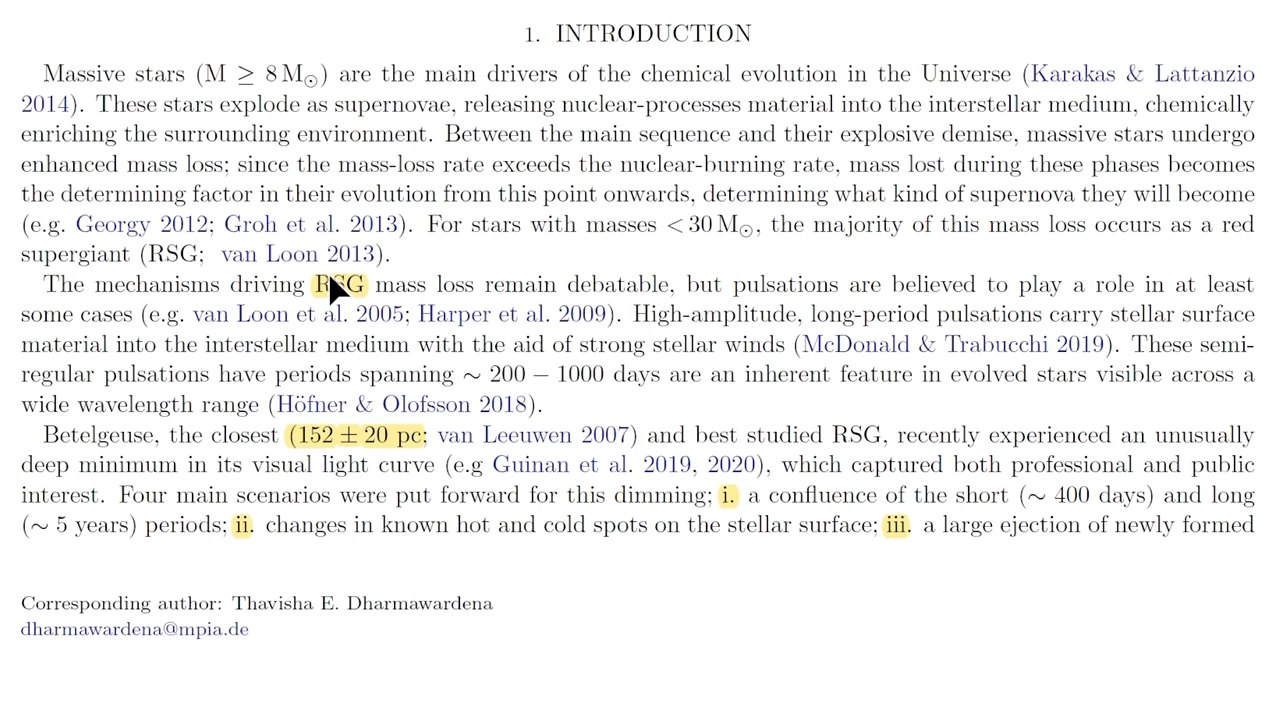 1. INTRODUCTION
Massive stars (M ≥ 8 M⊙) are the main drivers of the chemical evolution in the Universe (Karakas & Lattanzio
2014). These stars explode as supernovae, releasing nuclear-processes material into the interstellar medium, chemically
enriching the surrounding environment. Between the main sequence and their explosive demise, massive stars undergo
enhanced mass loss; since the mass-loss rate exceeds the nuclear-burning rate, mass lost during these phases becomes
the determining factor in their evolution from this point onwards, determining what kind of supernova they will become
(e.g. Georgy 2012; Groh et al. 2013). For stars with masses < 30 M⊙, the majority of this mass loss occurs as a red
supergiant (RSG; van Loon 2013).
The mechanisms driving RSG mass loss remain debatable, but pulsations are believed to play a role in at least
some cases (e.g. van Loon et al. 2005; Harper et al. 2009). High-amplitude, long-period pulsations carry stellar surface
material into the interstellar medium with the aid of strong stellar winds (McDonald & Trabucchi 2019). These semi-
regular pulsations have periods spanning ∼ 200 − 1000 days are an inherent feature in evolved stars visible across a
wide wavelength range (Höfner & Olofsson 2018).
Betelgeuse, the closest (152 ± 20 pc; van Leeuwen 2007) and best studied RSG, recently experienced an unusually
deep minimum in its visual light curve (e.g Guinan et al. 2019, 2020), which captured both professional and public
interest. Four main scenarios were put forward for this dimming; i. a confluence of the short (∼ 400 days) and long
(∼ 5 years) periods; ii. changes in known hot and cold spots on the stellar surface; iii. a large ejection of newly formed
Corresponding author: Thavisha E. Dharmawardena
dharmawardena@mpia.de